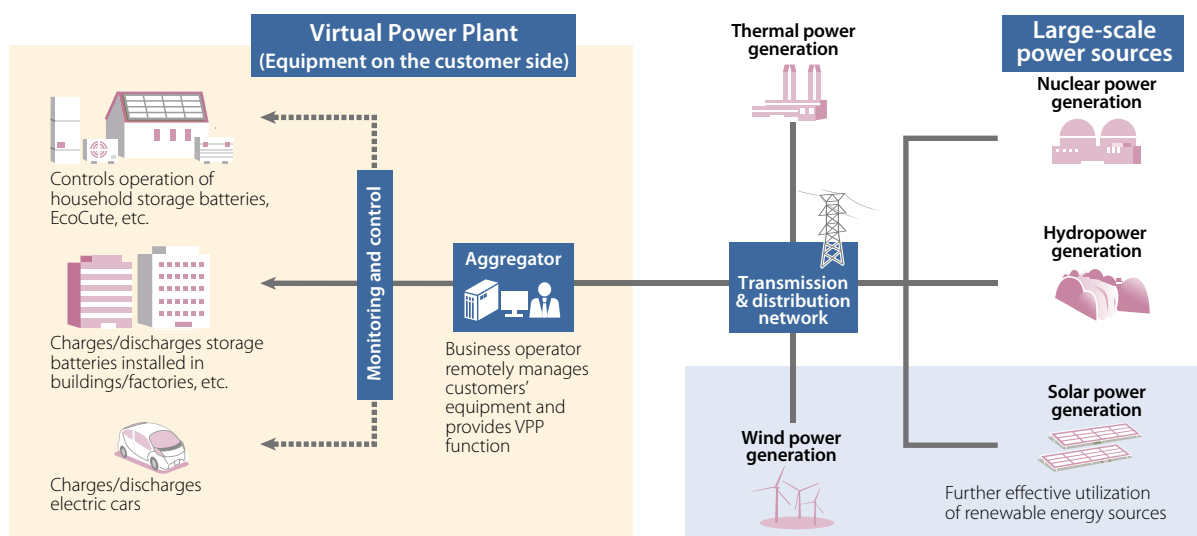 Virtual Power Plant
(Equipment on the customer side)
Controls operation of
household storage batteries,
EcoCute, etc.
Charges/discharges storage
batteries installed in
buildings/factories, etc.
Charges/discharges
electric cars
Monitoring and control
Aggregator
Business operator
remotely manages
customers’
equipment and
provides VPP
function
Thermal power
generation
Transmission
& distribution
network
Wind power
generation
Large-scale
power sources
Nuclear power
generation
Hydropower
generation
Solar power
generation
Further effective utilization
of renewable energy sources